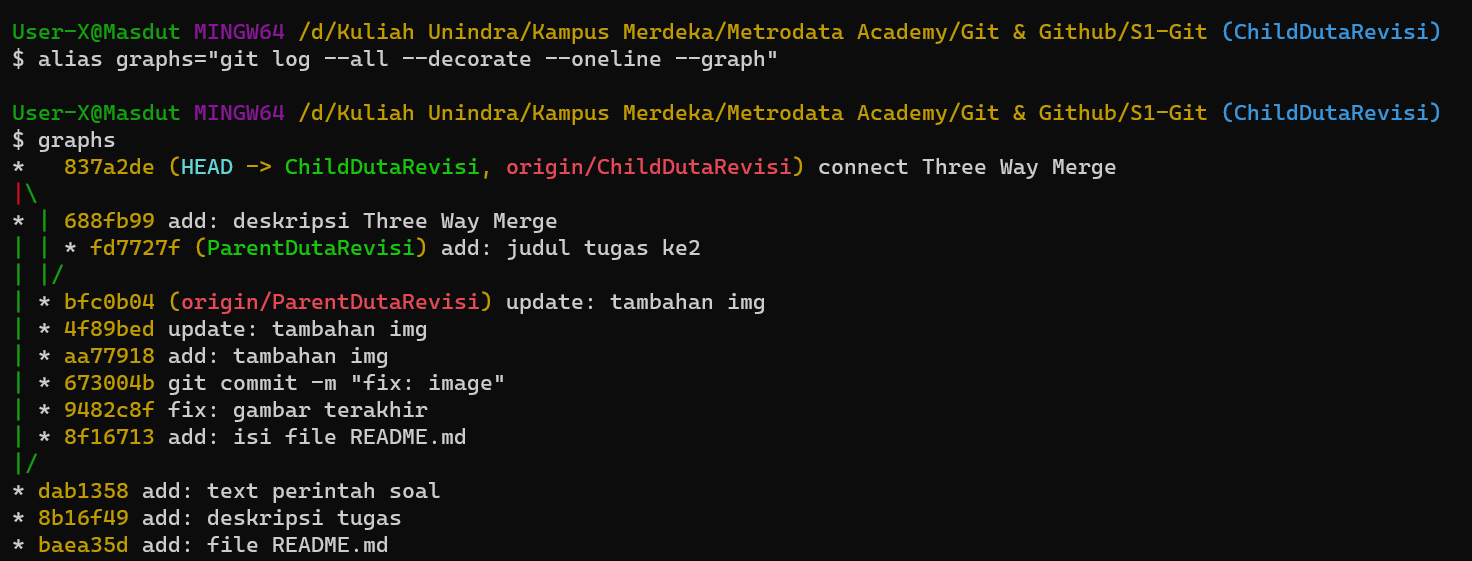 User-X@Masdut MINGW64 /d/Kuliah Unindra/Kampus Merdeka/Metrodata Academy/Git & Github/S1-Git (ChildDutaRevisi)
$ alias graphs="git log --all --decorate --oneline --graph"

User-X@Masdut MINGW64 /d/Kuliah Unindra/Kampus Merdeka/Metrodata Academy/Git & Github/S1-Git (ChildDutaRevisi)
$ graphs
*   837a2de (HEAD -> ChildDutaRevisi, origin/ChildDutaRevisi) connect Three Way Merge
|\
* | 688fb99 add: deskripsi Three Way Merge
| | * fd7727f (ParentDutaRevisi) add: judul tugas ke2
| |/
| * bfc0b04 (origin/ParentDutaRevisi) update: tambahan img
| * 4f89bed update: tambahan img
| * aa77918 add: tambahan img
| * 673004b git commit -m "fix: image"
| * 9482c8f fix: gambar terakhir
| * 8f16713 add: isi file README.md
|/
* dab1358 add: text perintah soal
* 8b16f49 add: deskripsi tugas
* baea35d add: file README.md